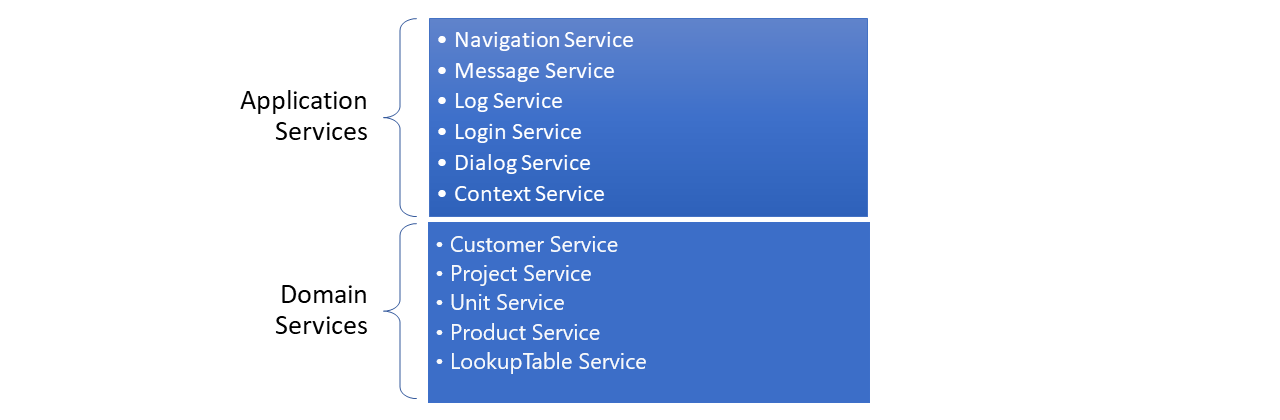 Application
Services
• Navigation Service
• Message Service
• Log Service
• Login Service
• Dialog Service
• Context Service
Domain
Services
• Customer Service
• Project Service
• Unit Service
• Product Service
• LookupTable Service